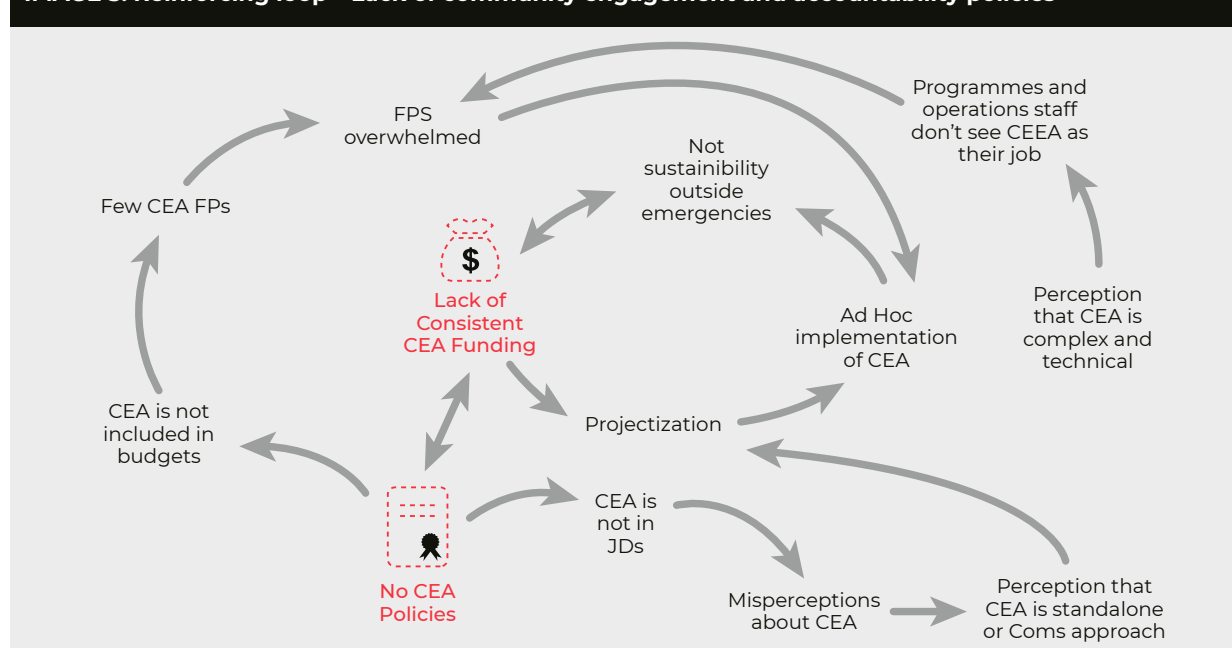 Programmes and
operations staff
don't see CEEA as
their job
FPS
overwhelmed
Not
sustainibility
outside
emergencies
Few CEA FPs
$
Lack of
Consistent
CEA Funding
Perception
that CEA is
complex and
technical
Ad Hoc
implementation
of CEA
CEA is not
included in
budgets
Projectization
CEA is
not in
JDs
No CEA
Policies
Misperceptions
about CEA
Perception that
CEA is standalone
or Coms approach